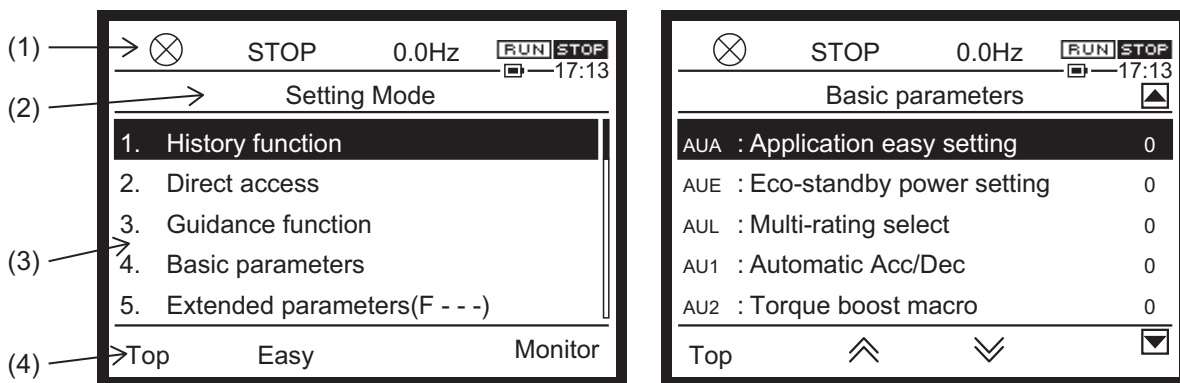 (1)
STOP 0.0Hz RUN STOP
17:13
(2)
Setting Mode
1. History function
2. Direct access
3. Guidance function
(3)
4. Basic parameters
5. Extended parameters(F - - -)
(4)
Top Easy Monitor
STOP 0.0Hz RUN STOP
17:13
Basic parameters
AUA : Application easy setting 0
AUE : Eco-standby power setting 0
AUL : Multi-rating select 0
AU1 : Automatic Acc/Dec 0
AU2 : Torque boost macro 0
Top